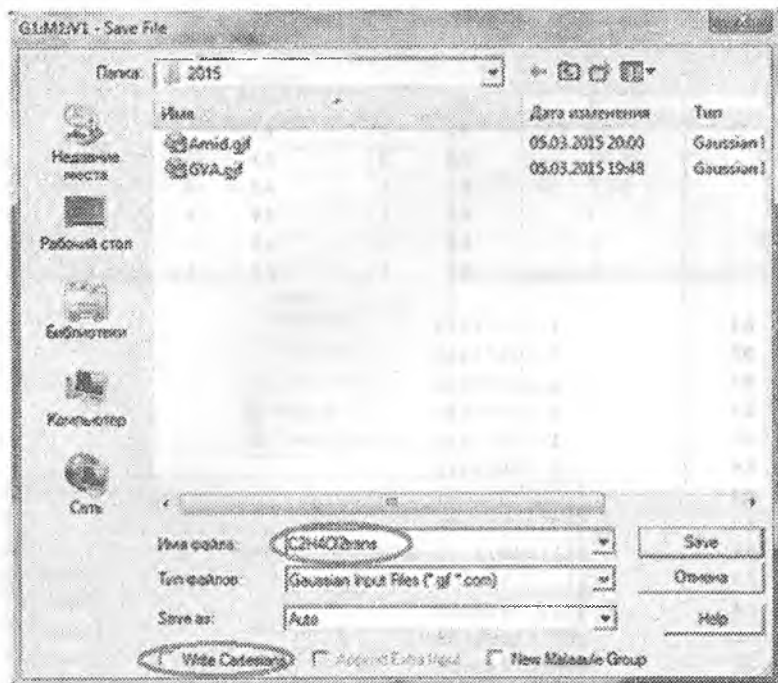 G1:M1:V1 - Save File
Папка: 2015
Имя Дата изменения Тип
Amid.gjf 05.03.2015 20:00 Gaussian I
GVA.gjf 05.03.2015 19:48 Gaussian I
Недавние места
Рабочий стол
Библиотеки
Компьютер
Сеть
Имя файла: Save
Тип файлов: Gaussian Input Files (*.gjf *.com) Отмена
Save as: Auto Help
Write Cartesians Append Extra Input New Molecule Group